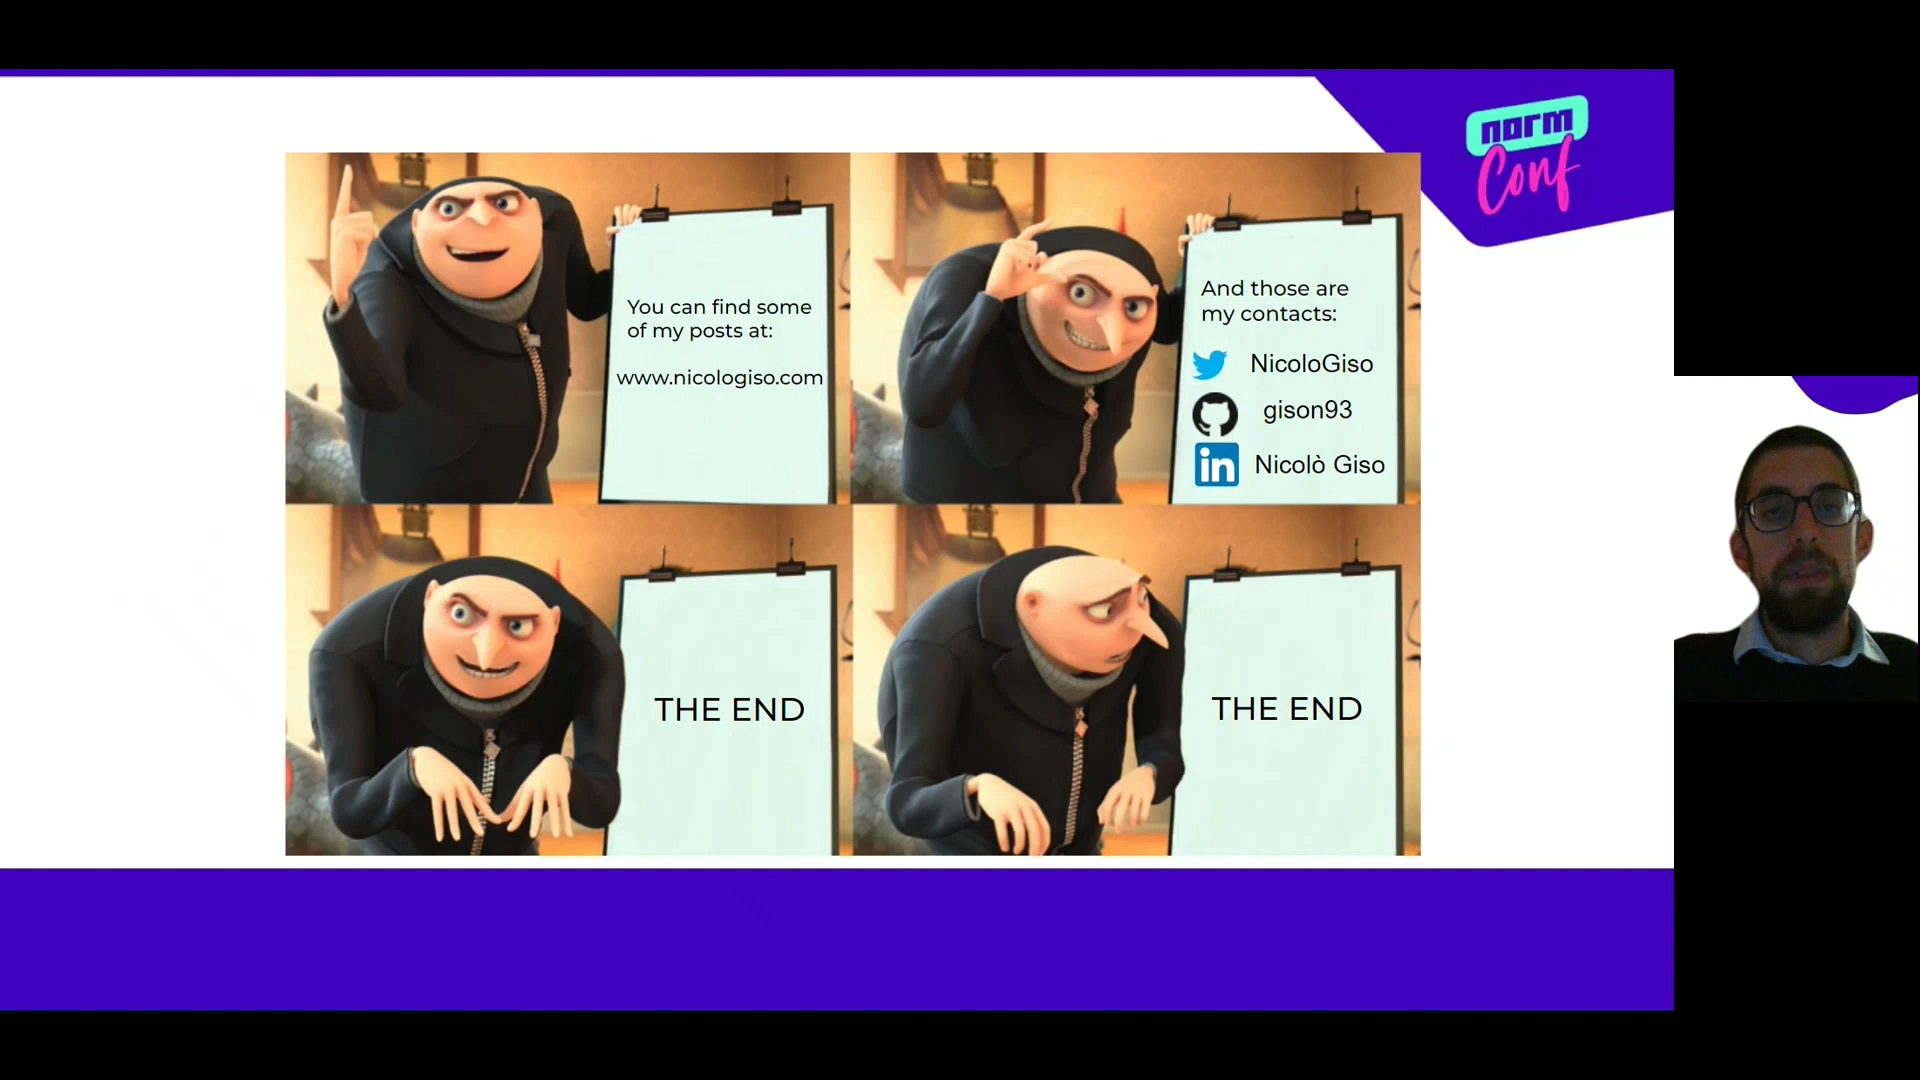 norm
Conf
You can find some
of my posts at:
www.nicologiso.com
And those are
my contacts:
NicoloGiso
gison93
in Nicolò Giso
THE END
THE END